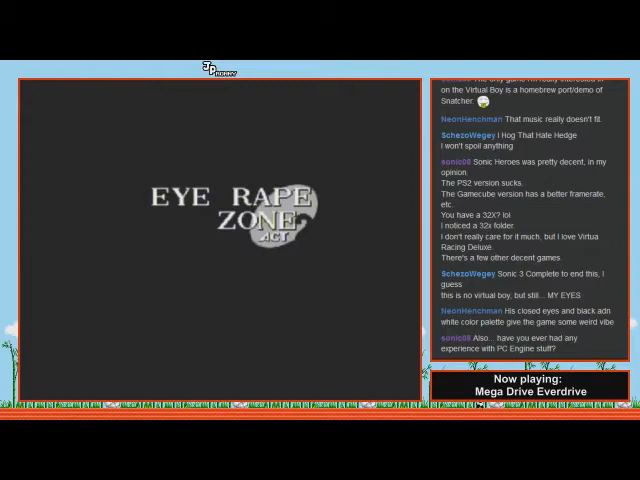 JP
RONNY
EYE RAPE
ZONE
ACT
on the Virtual Boy is a homebrew port/demo of
Snatcher.
NeonHenchman That music really doesn't fit.
SchezoWegey I Hog That Hate Hedge
I won't spoil anything
sonic08 Sonic Heroes was pretty decent, in my
opinion.
The PS2 version sucks.
The Gamecube version has a better framerate,
etc.
You have a 32X? lol
I noticed a 32x folder.
I don't really care for it much, but I love Virtua
Racing Deluxe.
There's a few other decent games.
SchezoWegey Sonic 3 Complete to end this, I
guess
this is no virtual boy, but still... MY EYES
NeonHenchman His closed eyes and black adn
white color palette give the game some weird vibe
sonic08 Also... have you ever had any
experience with PC Engine stuff?
Now playing:
Mega Drive Everdrive